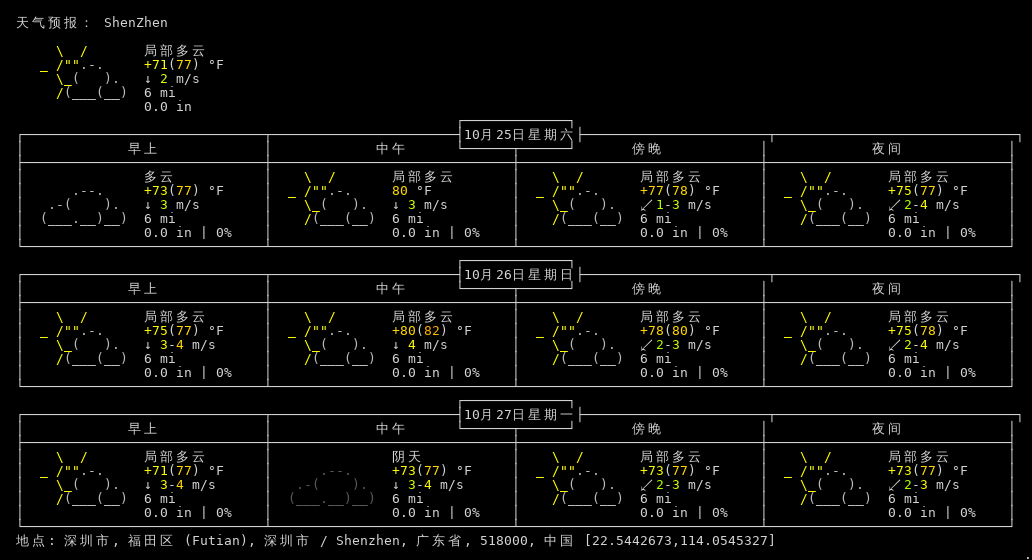 天气预报： ShenZhen
局部多云
+71(77) °F
↓ 2 m/s
6 mi
0.0 in
10月25日星期六
早上 中午 傍晚 夜间
多云 局部多云 局部多云 局部多云
+73(77) °F 80 °F +77(78) °F +75(77) °F
↓ 3 m/s ↓ 3 m/s ↙ 1-3 m/s ↙ 2-4 m/s
6 mi 6 mi 6 mi 6 mi
0.0 in | 0% 0.0 in | 0% 0.0 in | 0% 0.0 in | 0%
10月26日星期日
早上 中午 傍晚 夜间
局部多云 局部多云 局部多云 局部多云
+75(77) °F +80(82) °F +78(80) °F +75(78) °F
↓ 3-4 m/s ↓ 4 m/s ↙ 2-3 m/s ↙ 2-4 m/s
6 mi 6 mi 6 mi 6 mi
0.0 in | 0% 0.0 in | 0% 0.0 in | 0% 0.0 in | 0%
10月27日星期一
早上 中午 傍晚 夜间
局部多云 阴天 局部多云 局部多云
+71(77) °F +73(77) °F +73(77) °F +73(77) °F
↓ 3-4 m/s ↓ 3-4 m/s ↙ 2-3 m/s ↙ 2-3 m/s
6 mi 6 mi 6 mi 6 mi
0.0 in | 0% 0.0 in | 0% 0.0 in | 0% 0.0 in | 0%
地点: 深圳市, 福田区 (Futian), 深圳市 / Shenzhen, 广东省, 518000, 中国 [22.5442673,114.0545327]